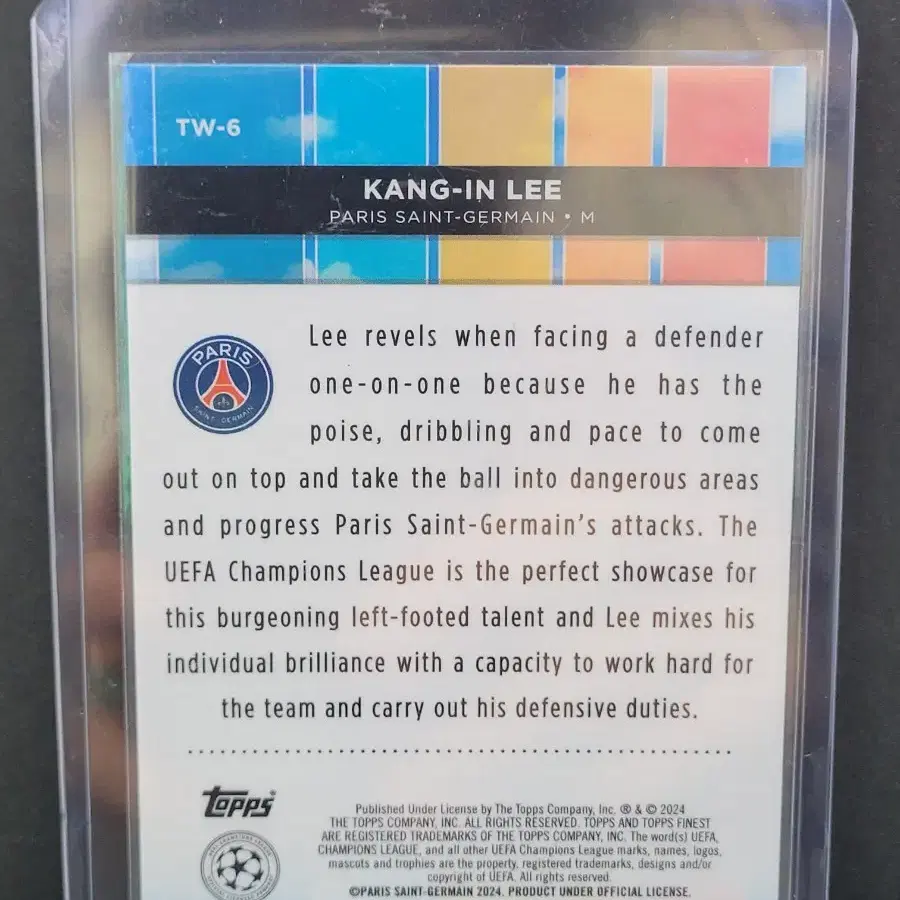 TW-6
KANG-IN LEE
PARIS SAINT-GERMAIN • M
PARIS
SAINT-GERMAIN
Lee revels when facing a defender
one-on-one because he has the
poise, dribbling and pace to come
out on top and take the ball into dangerous areas
and progress Paris Saint-Germain's attacks. The
UEFA Champions League is the perfect showcase for
this burgeoning left-footed talent and Lee mixes his
individual brilliance with a capacity to work hard for
the team and carry out his defensive duties.
topps
Published Under License by The Topps Company, Inc. ® & © 2024
THE TOPPS COMPANY, INC. ALL RIGHTS RESERVED. TOPPS AND TOPPS FINEST
ARE REGISTERED TRADEMARKS OF THE TOPPS COMPANY, INC. The word(s) UEFA,
CHAMPIONS LEAGUE, and all other UEFA Champions League marks, names, logos,
mascots and trophies are the property, registered trademarks, designs and/or
copyright of UEFA. All rights reserved.
©PARIS SAINT-GERMAIN 2024. PRODUCT UNDER OFFICIAL LICENSE.